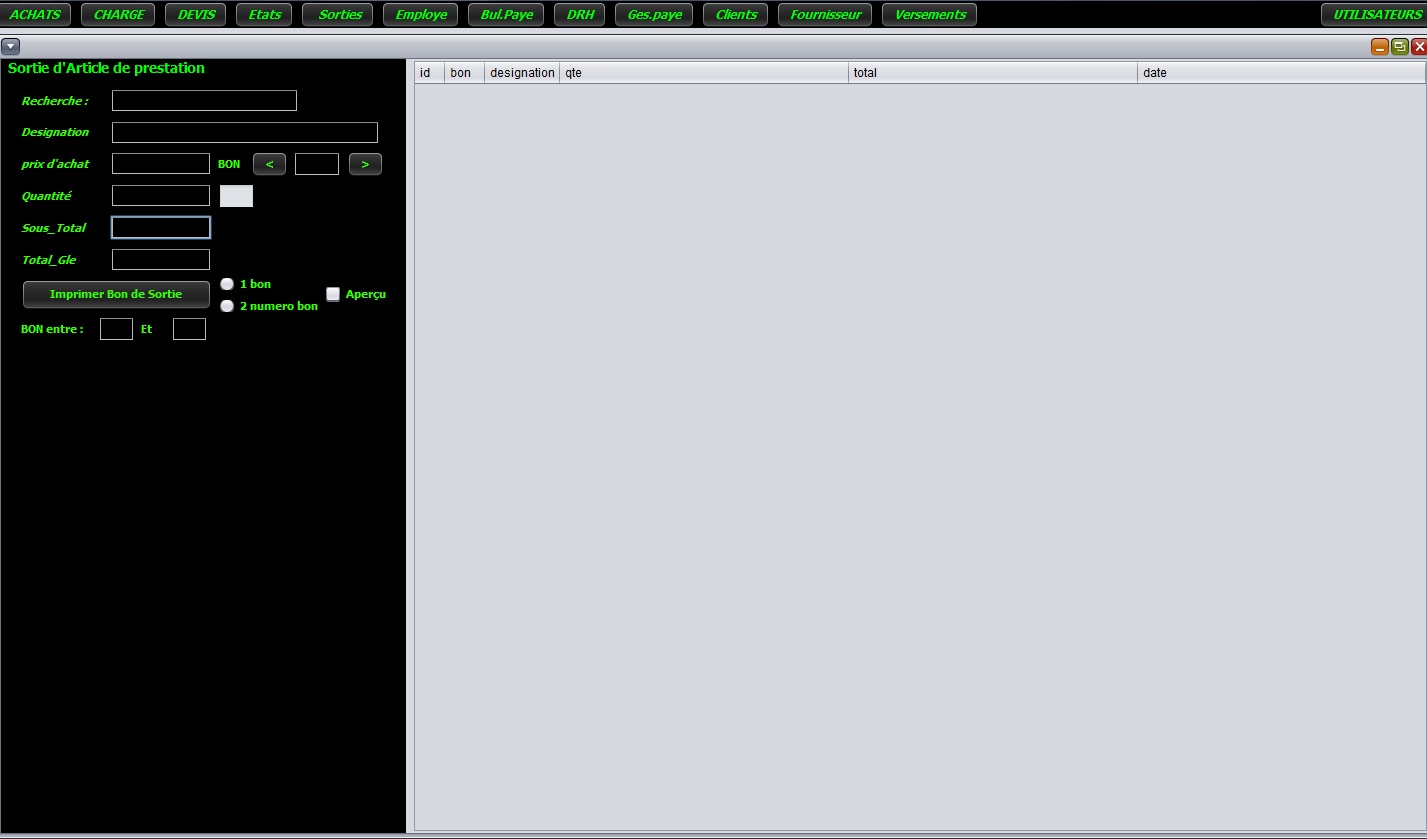 ACHATS CHARGE DEVIS Etats Sorties Employe Bul.Paye DRH Ges.paye Clients Fournisseur Versements UTILISATEURS
Sortie d'Article de prestation
Recherche :
Designation
prix d'achat BON < >
Quantité
Sous_Total
Total_Gle
Imprimer Bon de Sortie
1 bon
2 numero bon
Aperçu
BON entre : Et
id bon designation qte total date